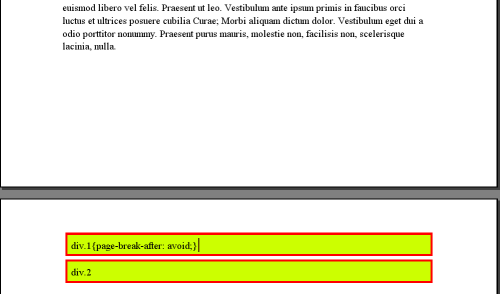 euismod libero vel felis. Praesent ut leo. Vestibulum ante ipsum primis in faucibus orci
luctus et ultrices posuere cubilia Curae; Morbi aliquam dictum dolor. Vestibulum eget dui a
odio porttitor nonummy. Praesent purus mauris, molestie non, facilisis non, scelerisque
lacinia, nulla.
div.1{page-break-after: avoid;}
div.2